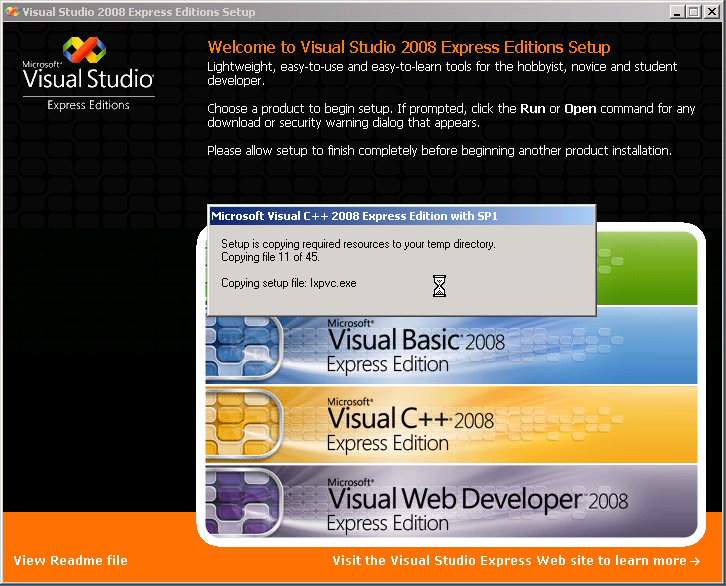 Visual Studio 2008 Express Editions Setup
Microsoft®
Visual Studio®
Express Editions
Welcome to Visual Studio 2008 Express Editions Setup
Lightweight, easy-to-use and easy-to-learn tools for the hobbyist, novice and student
developer.
Choose a product to begin setup. If prompted, click the Run or Open command for any
download or security warning dialog that appears.
Please allow setup to finish completely before beginning another product installation.
Microsoft Visual C++ 2008 Express Edition with SP1
Setup is copying required resources to your temp directory.
Copying file 11 of 45.
Copying setup file: lxpvc.exe
Microsoft®
Visual Basic® 2008
Express Edition
Microsoft®
Visual C++® 2008
Express Edition
Microsoft®
Visual Web Developer™ 2008
Express Edition
View Readme file
Visit the Visual Studio Express Web site to learn more →